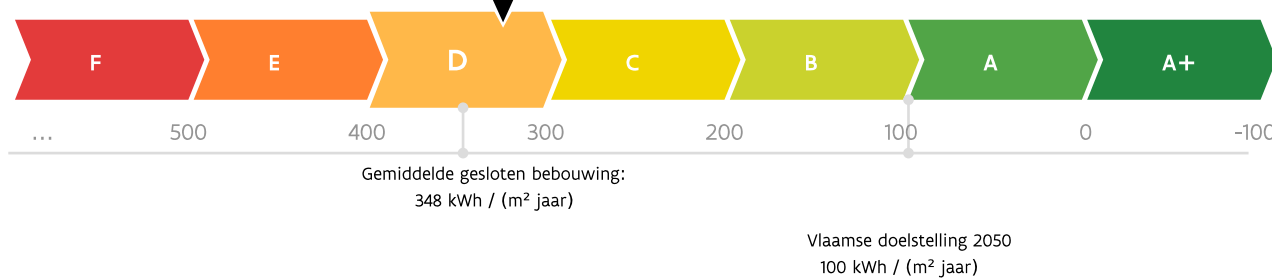 F E D C B A A+
... 500 400 300 200 100 0 -100
Gemiddelde gesloten bebouwing:
348 kWh / (m² jaar)
Vlaamse doelstelling 2050
100 kWh / (m² jaar)